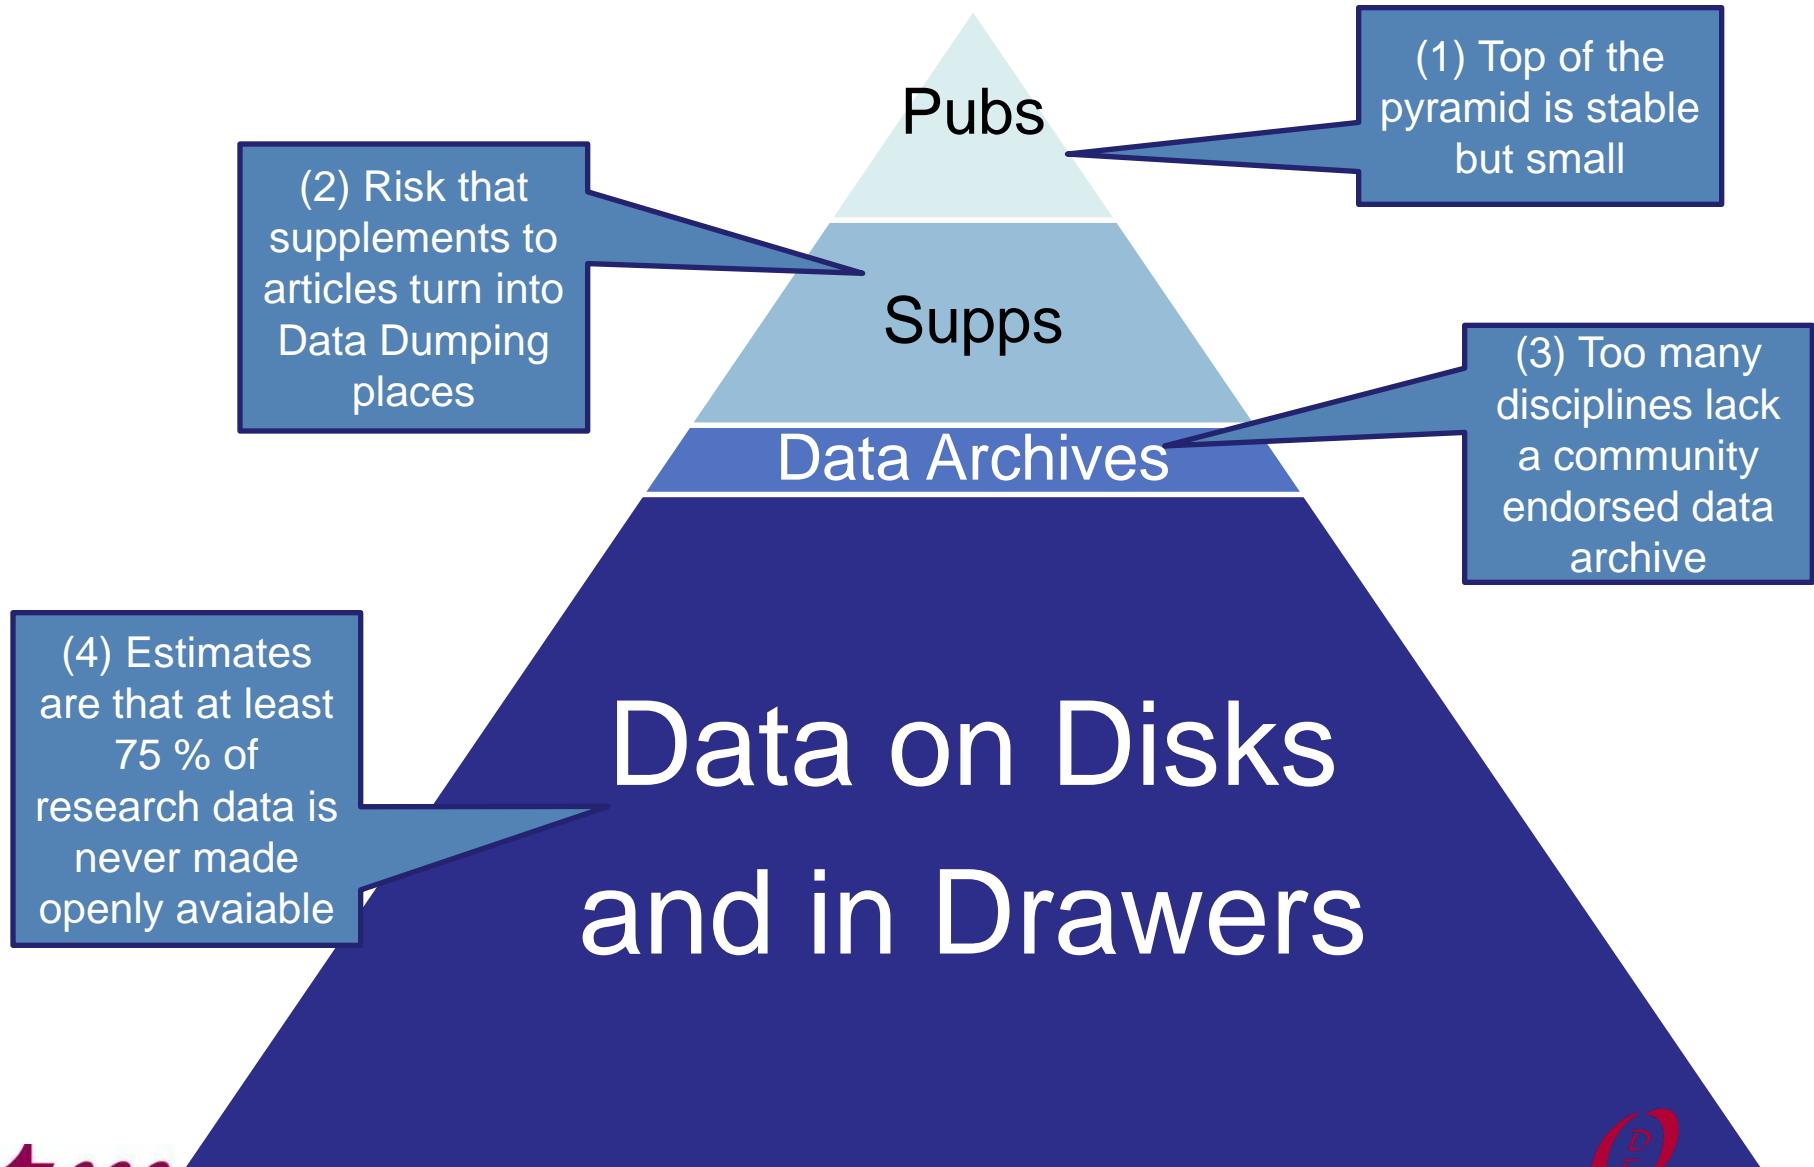 Pubs
(1) Top of the
pyramid is stable
but small
(2) Risk that
supplements to
articles turn into
Data Dumping
places
Supps
(3) Too many
disciplines lack
a community
endorsed data
archive
Data Archives
(4) Estimates
are that at least
75 % of
research data is
never made
openly avaiable
Data on Disks
and in Drawers